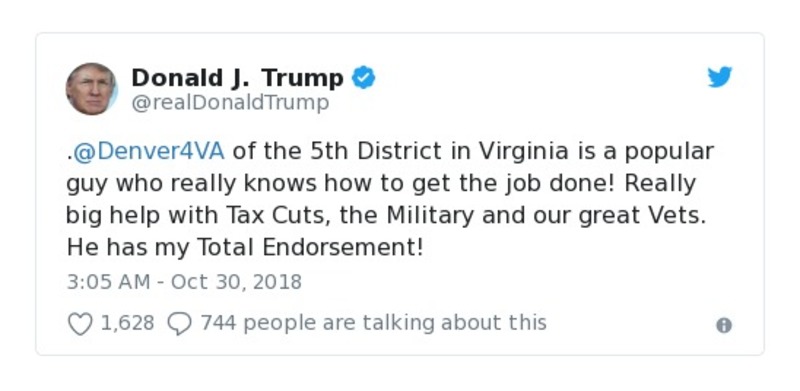 Donald J. Trump
@realDonaldTrump
.@Denver4VA of the 5th District in Virginia is a popular
guy who really knows how to get the job done! Really
big help with Tax Cuts, the Military and our great Vets.
He has my Total Endorsement!
3:05 AM - Oct 30, 2018
1,628 744 people are talking about this